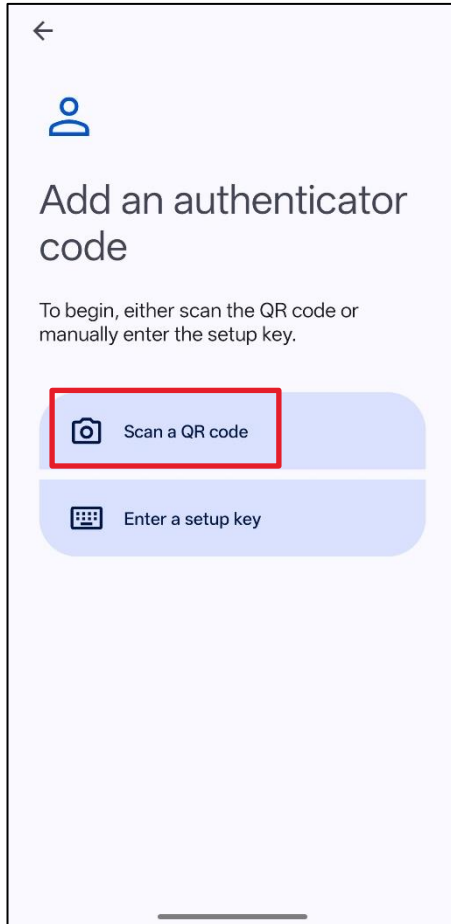 Add an authenticator
code
To begin, either scan the QR code or
manually enter the setup key.
Scan a QR code
Enter a setup key